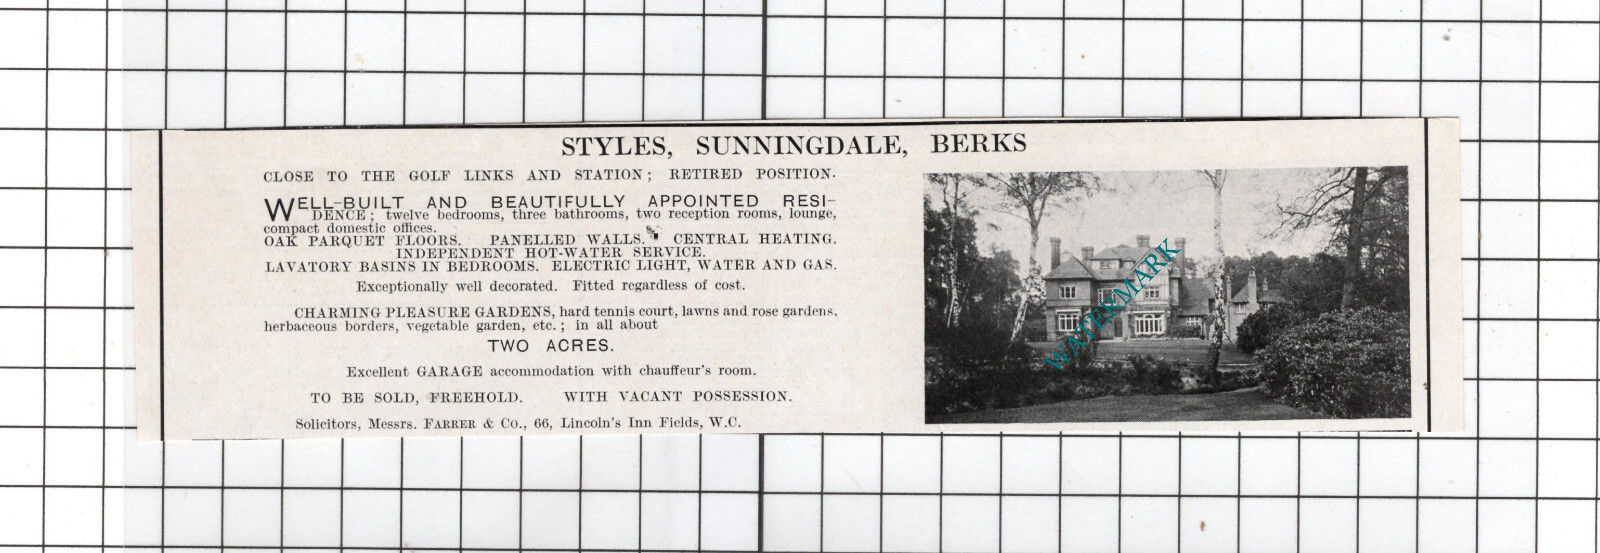 STYLES, SUNNINGDALE, BERKS
CLOSE TO THE GOLF LINKS AND STATION; RETIRED POSITION.
WELL-BUILT AND BEAUTIFULLY APPOINTED RESI-
DENCE; twelve bedrooms, three bathrooms, two reception rooms, lounge,
compact domestic offices.
OAK PARQUET FLOORS. PANELLED WALLS. CENTRAL HEATING.
INDEPENDENT HOT-WATER SERVICE.
LAVATORY BASINS IN BEDROOMS. ELECTRIC LIGHT, WATER AND GAS.
Exceptionally well decorated. Fitted regardless of cost.
CHARMING PLEASURE GARDENS, hard tennis court, lawns and rose gardens,
herbaceous borders, vegetable garden, etc.; in all about
TWO ACRES.
Excellent GARAGE accommodation with chauffeur's room.
TO BE SOLD, FREEHOLD. WITH VACANT POSSESSION.
Solicitors, Messrs. FARRER & Co., 66, Lincoln's Inn Fields, W.C.
WATERMARK